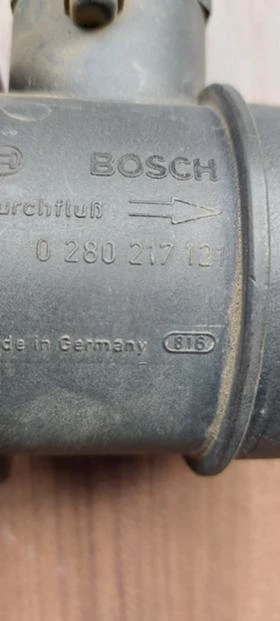 BOSCH
urchfluß
0 280 217 121
de in Germany 816